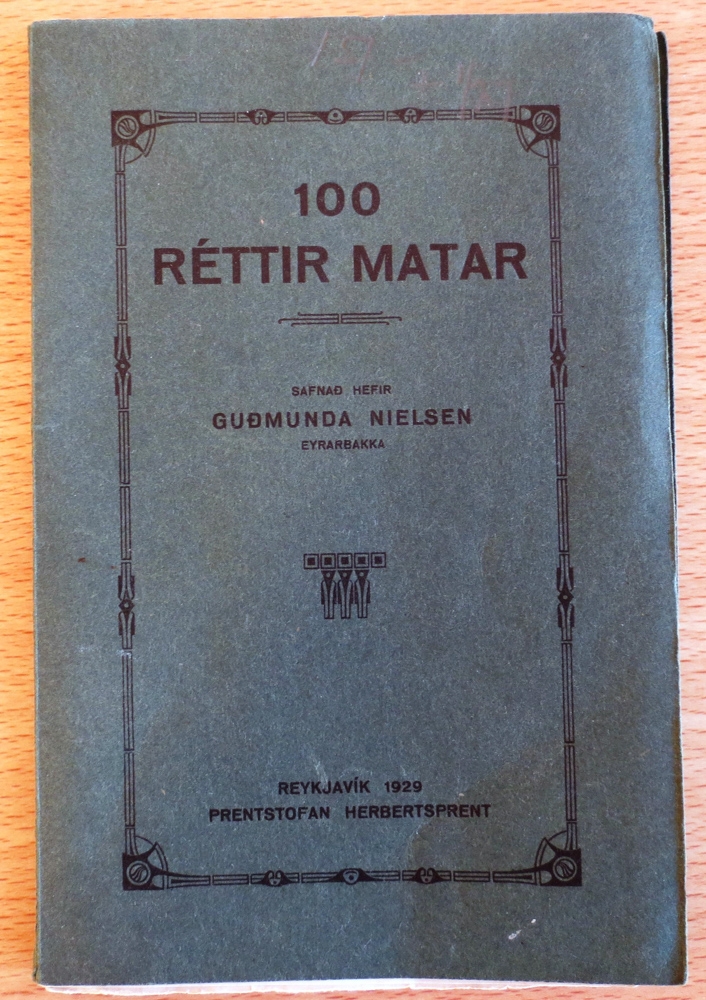 100
RÉTTIR MATAR
SAFNAÐ HEFIR
GUÐMUNDA NIELSEN
EYRARBAKKA
REYKJAVÍK 1929
PRENTSTOFAN HERBERTSPRENT